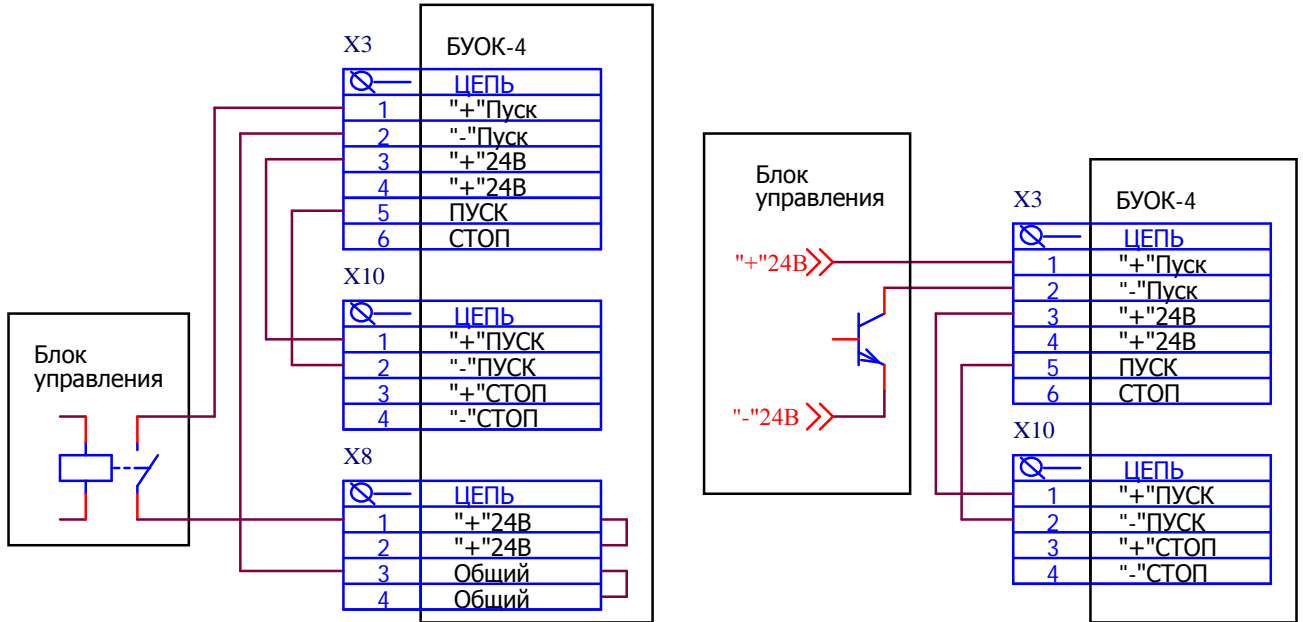 X3
БУОК-4
ЦЕПЬ
1 "+"Пуск
2 "-"Пуск
3 "+"24В
4 "+"24В
5 ПУСК
6 СТОП
X10
ЦЕПЬ
1 "+"ПУСК
2 "-"ПУСК
3 "+"СТОП
4 "-"СТОП
Блок
управления
X8
ЦЕПЬ
1 "+"24В
2 "+"24В
3 Общий
4 Общий
Блок
управления
"+"24В
"-"24В
X3
БУОК-4
ЦЕПЬ
1 "+"Пуск
2 "-"Пуск
3 "+"24В
4 "+"24В
5 ПУСК
6 СТОП
X10
ЦЕПЬ
1 "+"ПУСК
2 "-"ПУСК
3 "+"СТОП
4 "-"СТОП